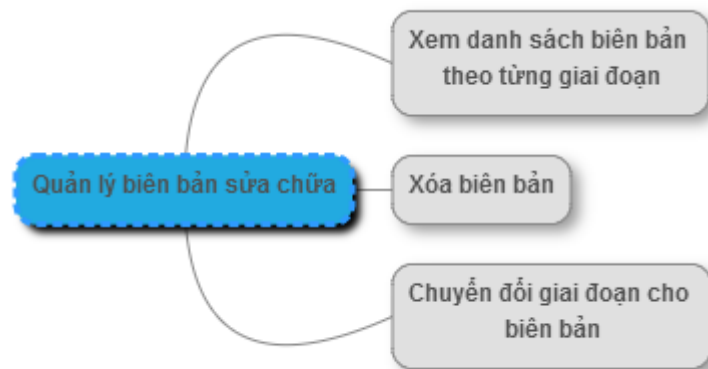 Xem danh sách biên bản
theo từng giai đoạn
Quản lý biên bản sửa chữa
Xóa biên bản
Chuyển đổi giai đoạn cho
biên bản